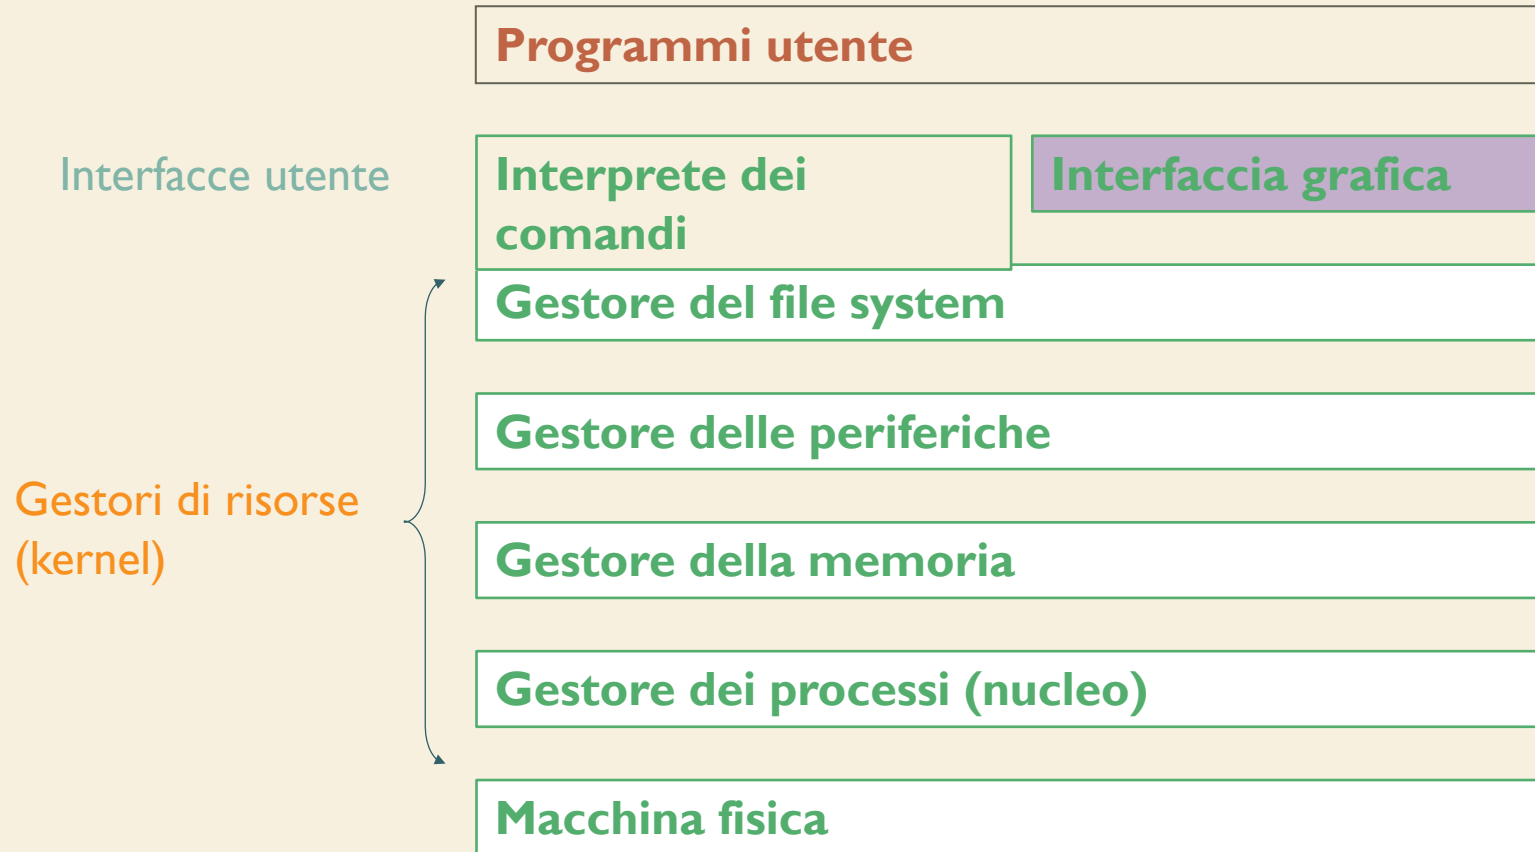 Programmi utente
Interfacce utente
Interprete dei
comandi
Interfaccia grafica
Gestore del file system
Gestore delle periferiche
Gestori di risorse
(kernel)
Gestore della memoria
Gestore dei processi (nucleo)
Macchina fisica